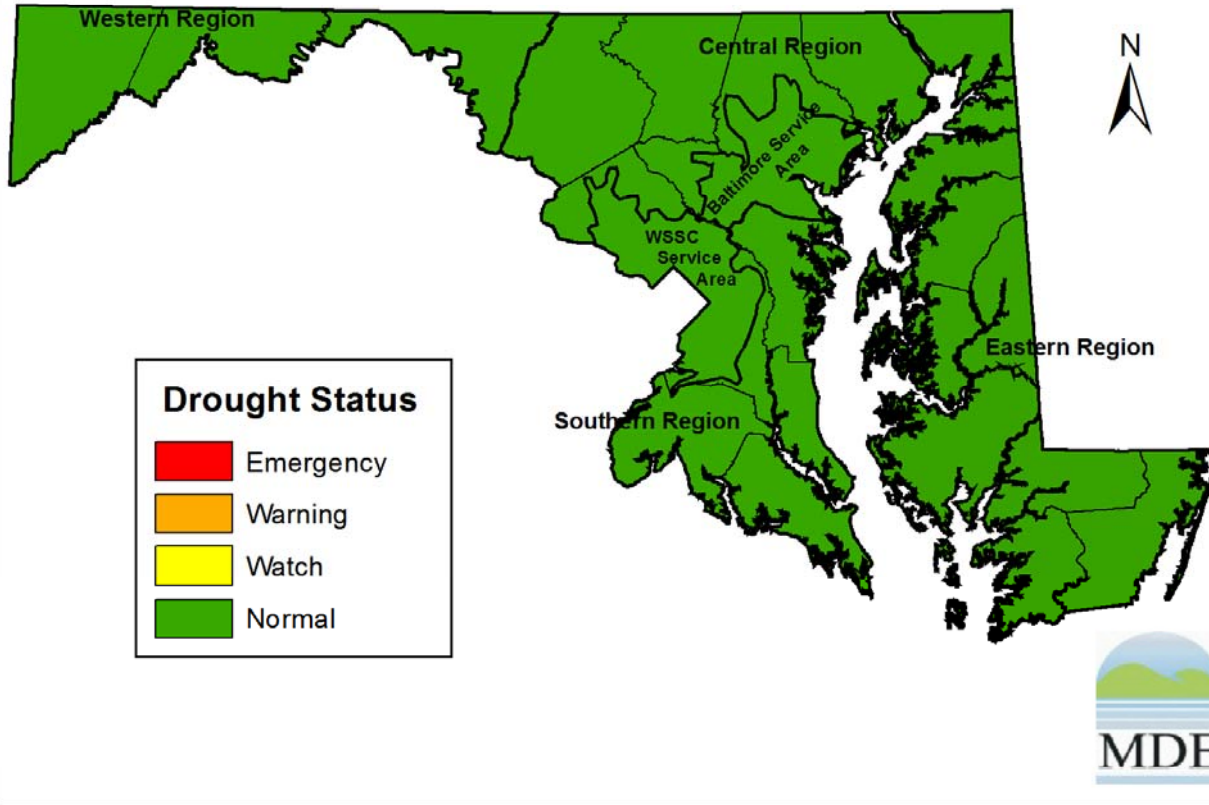 Western Region
Central Region
N
Baltimore Service
Area
WSSC
Service
Area
Eastern Region
Southern Region
Drought Status
Emergency
Warning
Watch
Normal
MDE